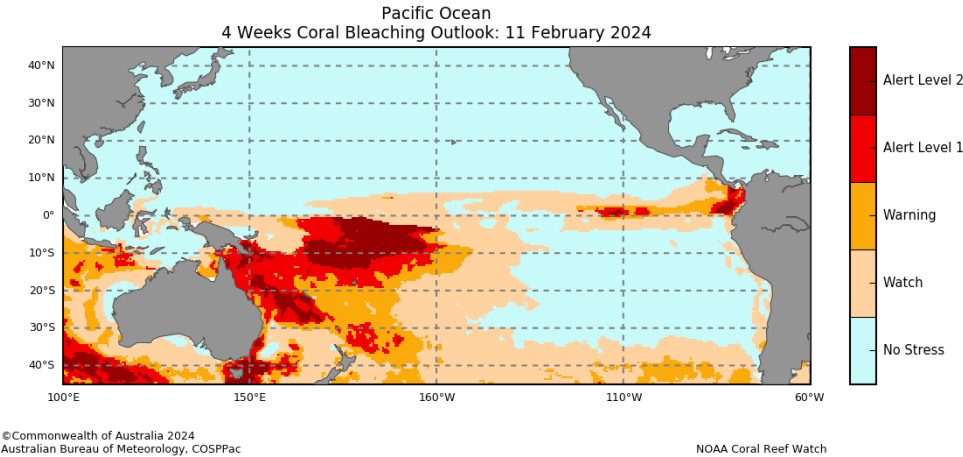 Pacific Ocean
4 Weeks Coral Bleaching Outlook: 11 February 2024
40°N
30°N
20°N
10°N
0°
10°S
20°S
30°S
40°S
100°E
150°E
160°W
110°W
60°W
Alert Level 2
Alert Level 1
Warning
Watch
No Stress
©Commonwealth of Australia 2024
Australian Bureau of Meteorology, COSPPac
NOAA Coral Reef Watch